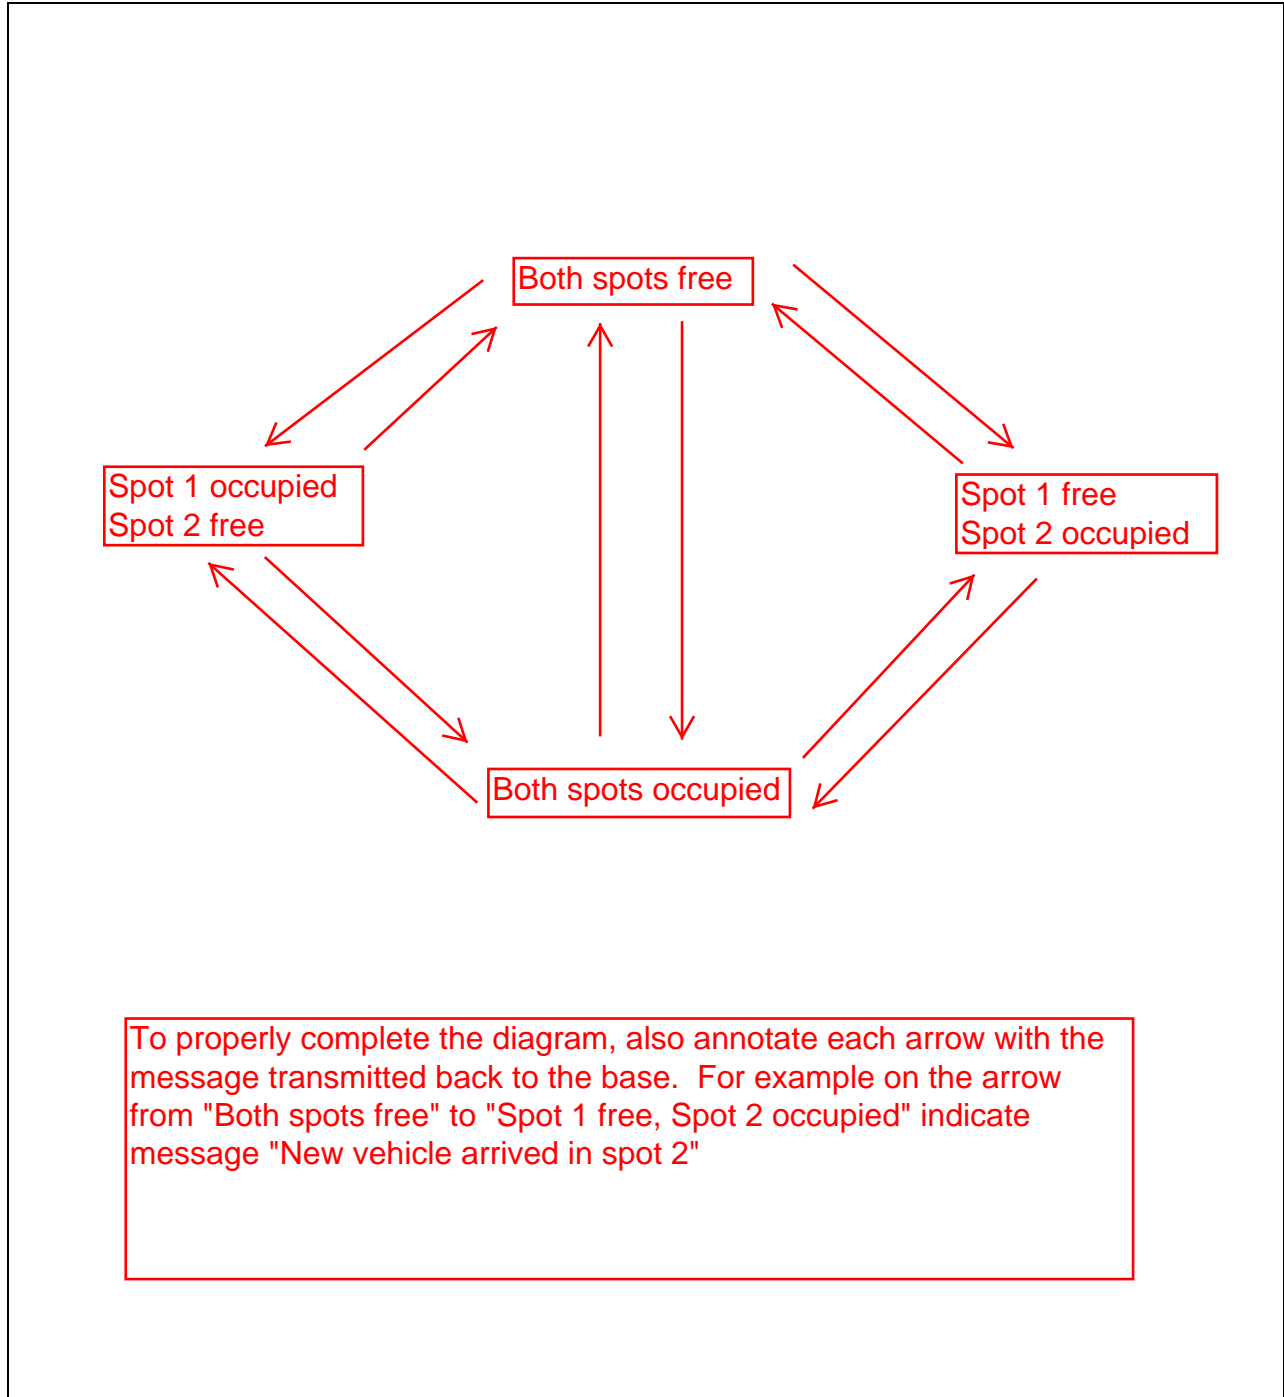 Both spots free
Spot 1 occupied
Spot 2 free
Spot 1 free
Spot 2 occupied
Both spots occupied
To properly complete the diagram, also annotate each arrow with the
message transmitted back to the base.  For example on the arrow
from "Both spots free" to "Spot 1 free, Spot 2 occupied" indicate
message "New vehicle arrived in spot 2"